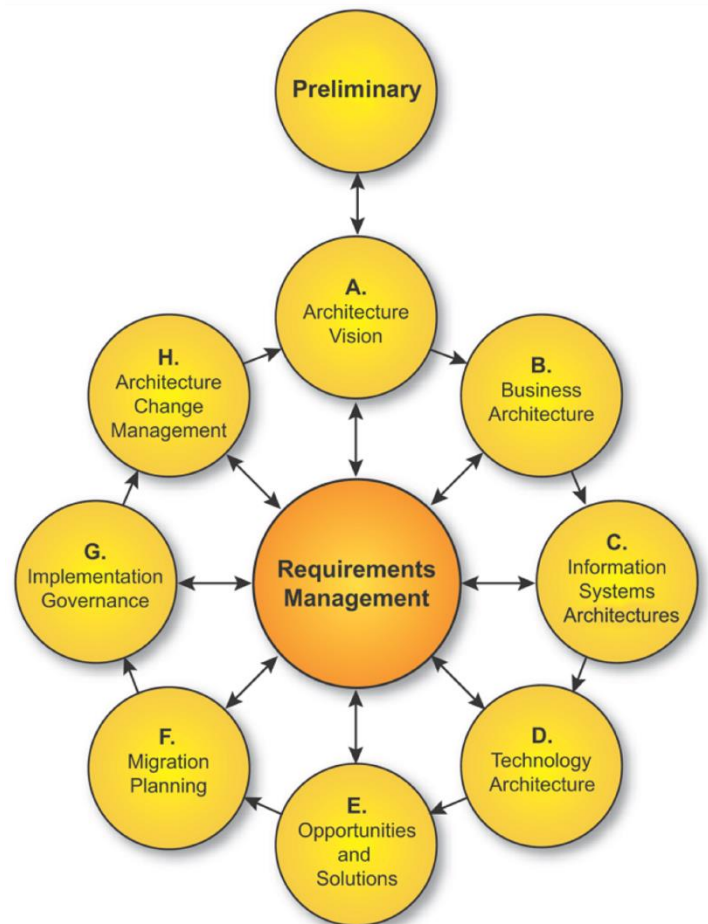 Preliminary
A.
Architecture
Vision
B.
Business
Architecture
C.
Information
Systems
Architectures
D.
Technology
Architecture
E.
Opportunities
and
Solutions
F.
Migration
Planning
G.
Implementation
Governance
H.
Architecture
Change
Management
Requirements
Management